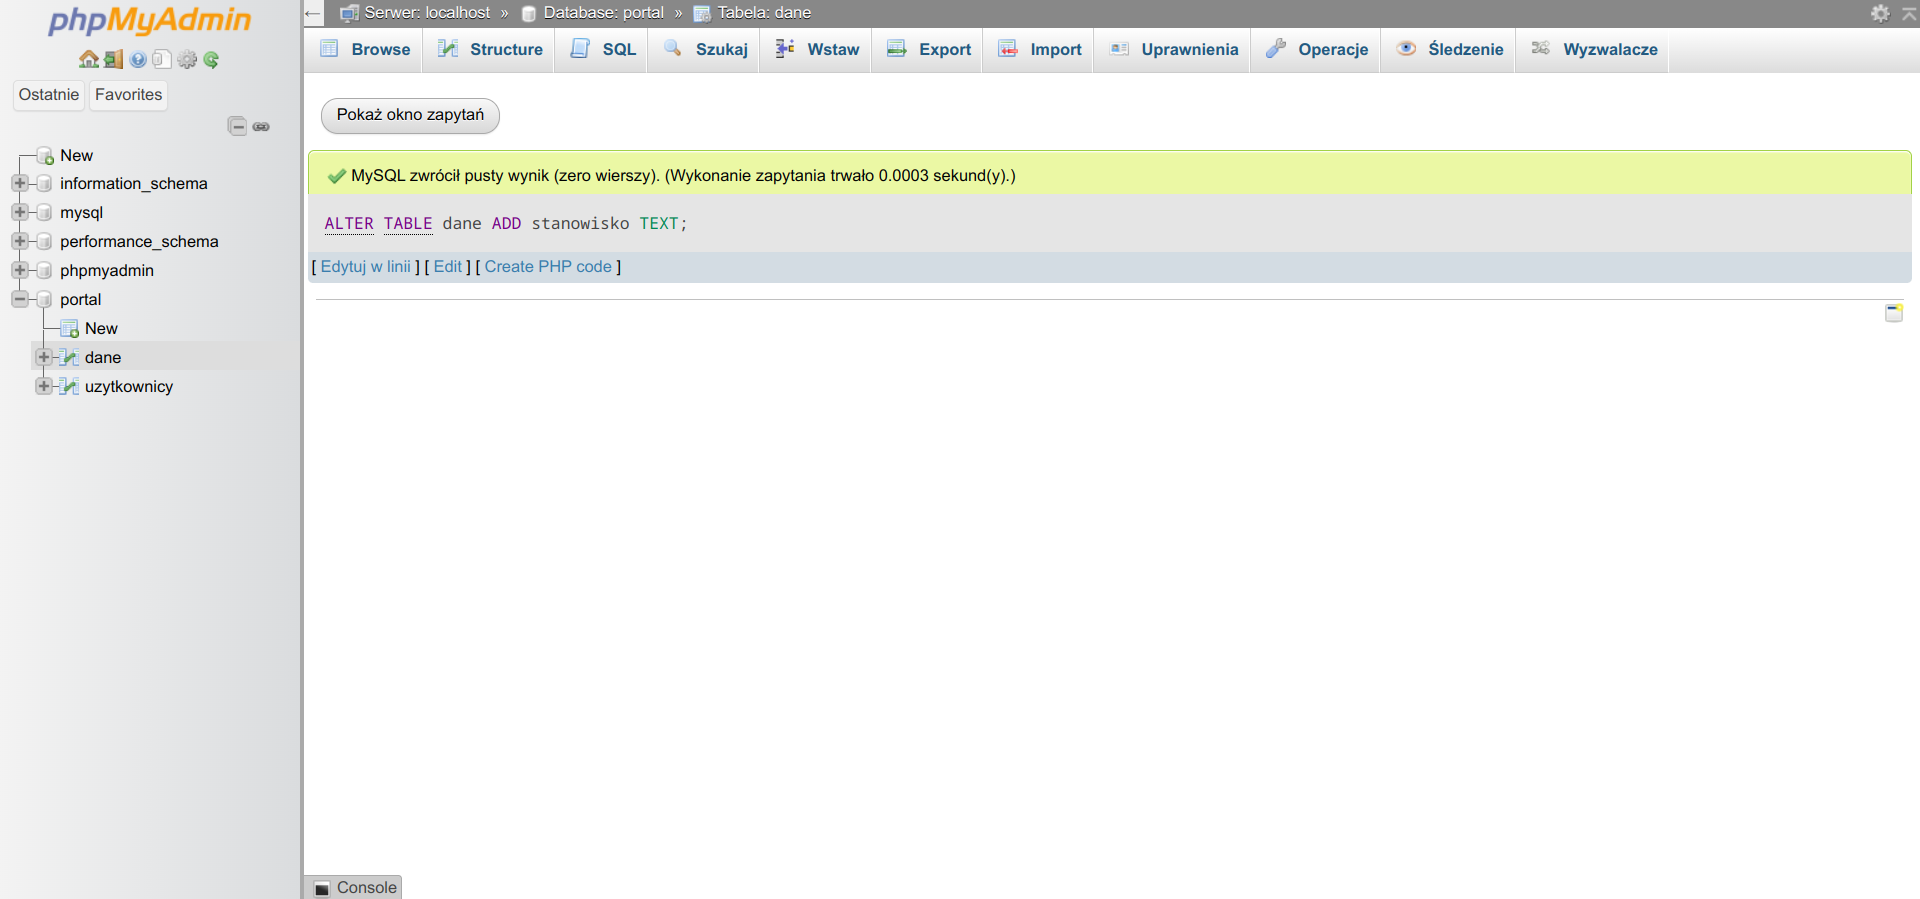 phpMyAdmin
Ostatnie Favorites
New
information_schema
mysql
performance_schema
phpmyadmin
portal
New
dane
uzytkownicy
Serwer: localhost » Database: portal » Tabela: dane
Browse Structure SQL Szukaj Wstaw Export Import Uprawnienia Operacje Śledzenie Wyzwalacze
Pokaż okno zapytań
MySQL zwrócił pusty wynik (zero wierszy). (Wykonanie zapytania trwało 0.0003 sekund(y).)
ALTER TABLE dane ADD stanowisko TEXT;
[ Edytuj w linii ] [ Edit ] [ Create PHP code ]
Console